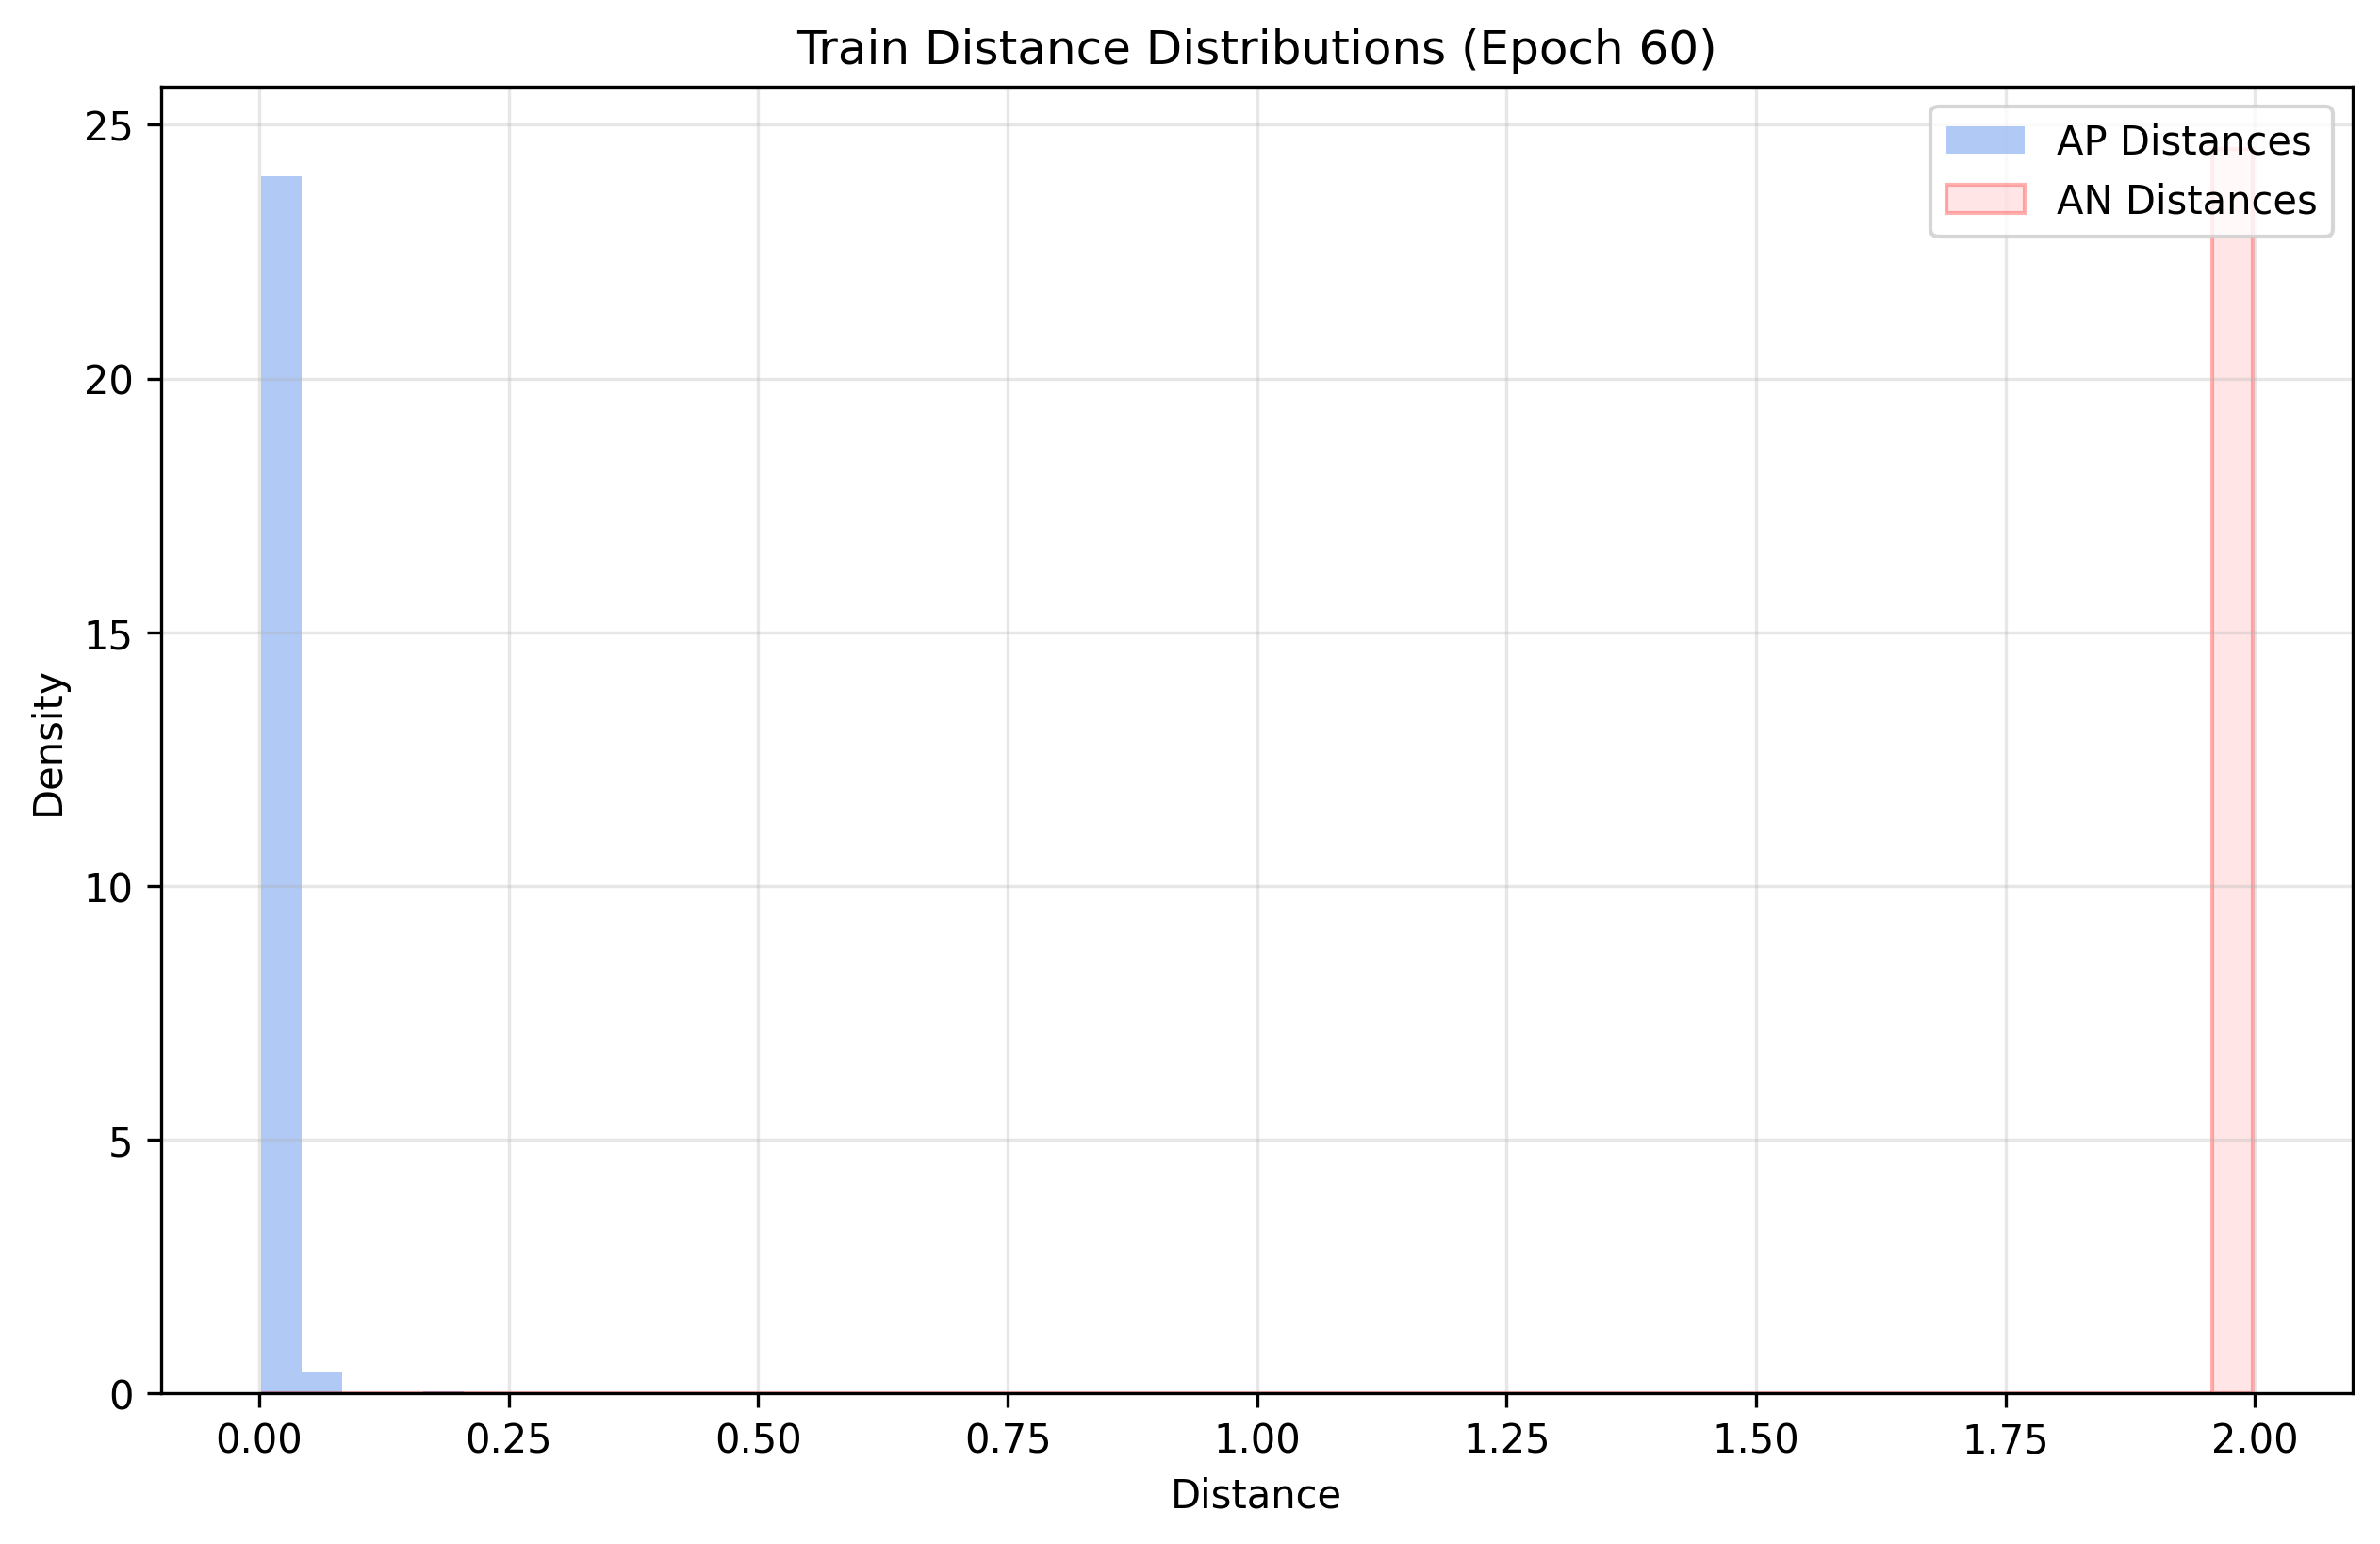 Train Distance Distributions (Epoch 60)
AP Distances
AN Distances
25
20
15
10
5
0
Density
0.00 0.25 0.50 0.75 1.00 1.25 1.50 1.75 2.00
Distance